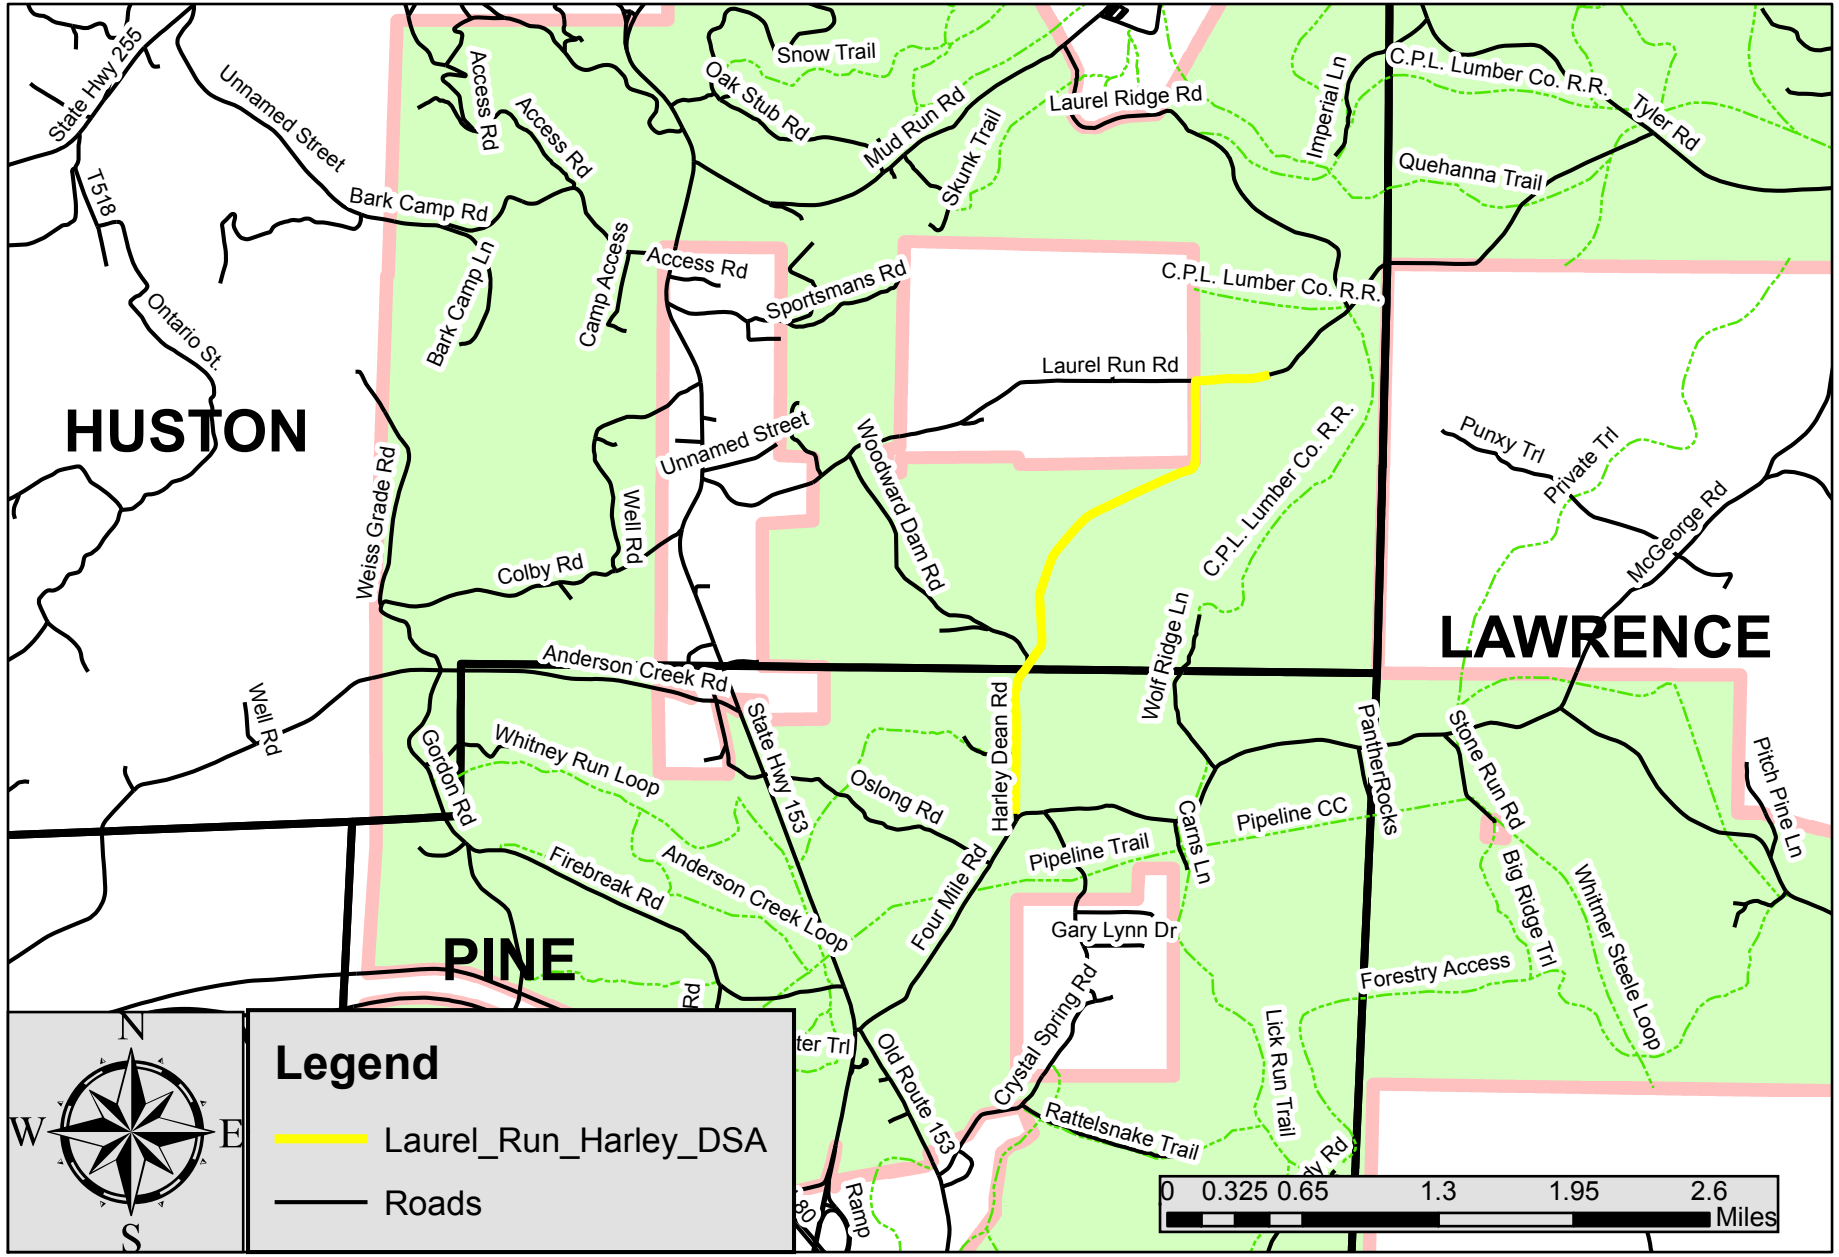 State Hwy 255
Unnamed Street
Access Rd
Access Rd
Snow Trail
Oak Stub Rd
Mud Run Rd
Skunk Trail
Laurel Ridge Rd
Imperial Ln
C.P.L. Lumber Co. R.R.
Tyler Rd
Quehanna Trail
T518
Bark Camp Rd
Bark Camp Ln
Camp Access
Access Rd
Sportsmans Rd
C.P.L. Lumber Co. R.R.
Ontario St.
Laurel Run Rd
HUSTON
Unnamed Street
Woodward Dam Rd
C.P.L. Lumber Co. R.R.
Punxy Trl
Private Trl
McGeorge Rd
Weiss Grade Rd
Well Rd
Colby Rd
Wolf Ridge Ln
LAWRENCE
Anderson Creek Rd
Well Rd
Gordon Rd
Whitney Run Loop
State Hwy 153
Oslong Rd
Harley Dean Rd
PantherRocks
Stone Run Rd
Pitch Pine Ln
Pipeline CC
Carns Ln
Pipeline Trail
Four Mile Rd
Firebreak Rd
Anderson Creek Loop
Big Ridge Trl
Whitmer Steele Loop
Gary Lynn Dr
PINE
Forestry Access
Rd
ter Trl
Old Route 153
Crystal Spring Rd
Lick Run Trail
Rattelsnake Trail
dy Rd
80
Ramp
N
W
E
S
Legend
Laurel_Run_Harley_DSA
Roads
0 0.325 0.65 1.3 1.95 2.6
Miles